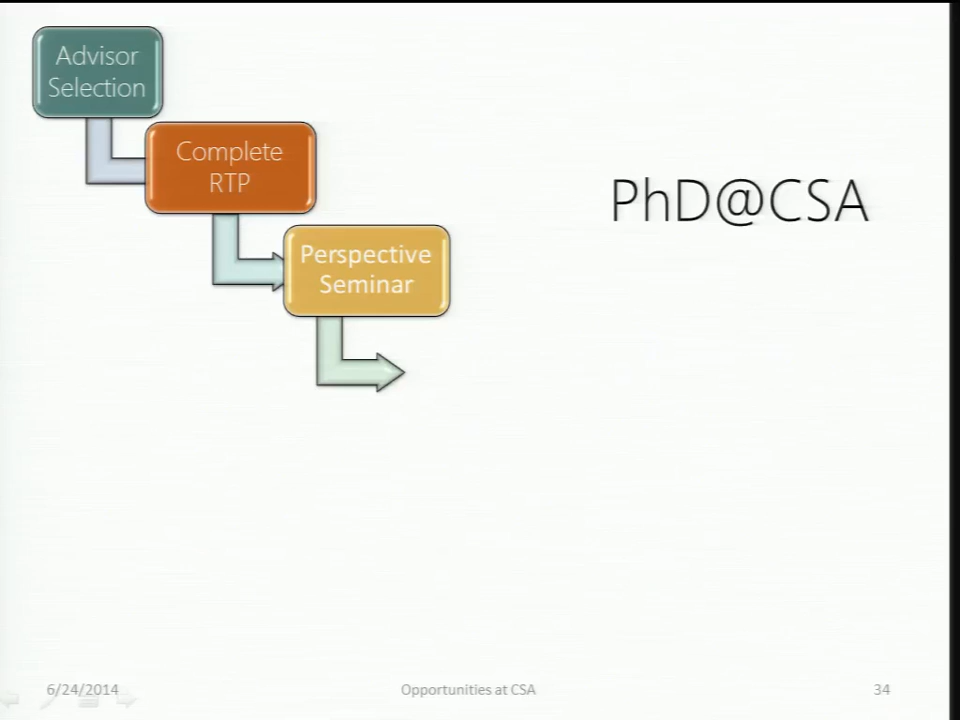 Advisor
Selection
Complete
RTP
PhD@CSA
Perspective
Seminar
6/24/2014
Opportunities at CSA
34